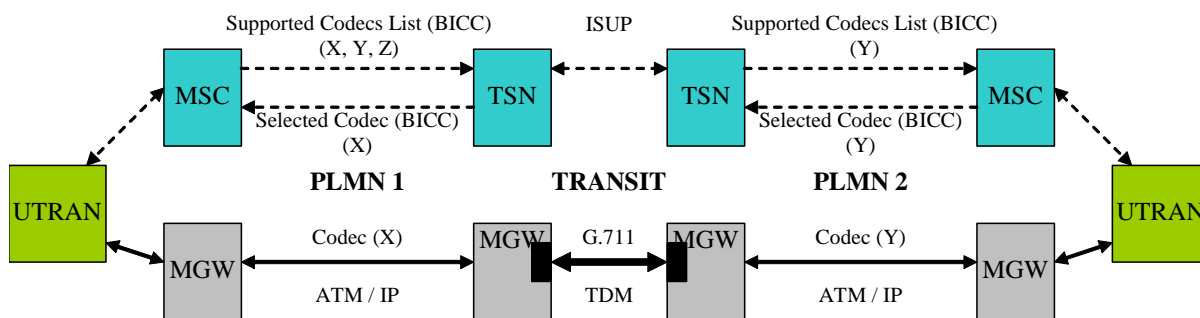 Supported Codecs List (BICC)
(X, Y, Z)
ISUP
Supported Codecs List (BICC)
(Y)
MSC
TSN
TSN
MSC
Selected Codec (BICC)
(X)
Selected Codec (BICC)
(Y)
PLMN 1
TRANSIT
PLMN 2
UTRAN
UTRAN
MGW
Codec (X)
MGW
G.711
MGW
Codec (Y)
MGW
ATM / IP
TDM
ATM / IP